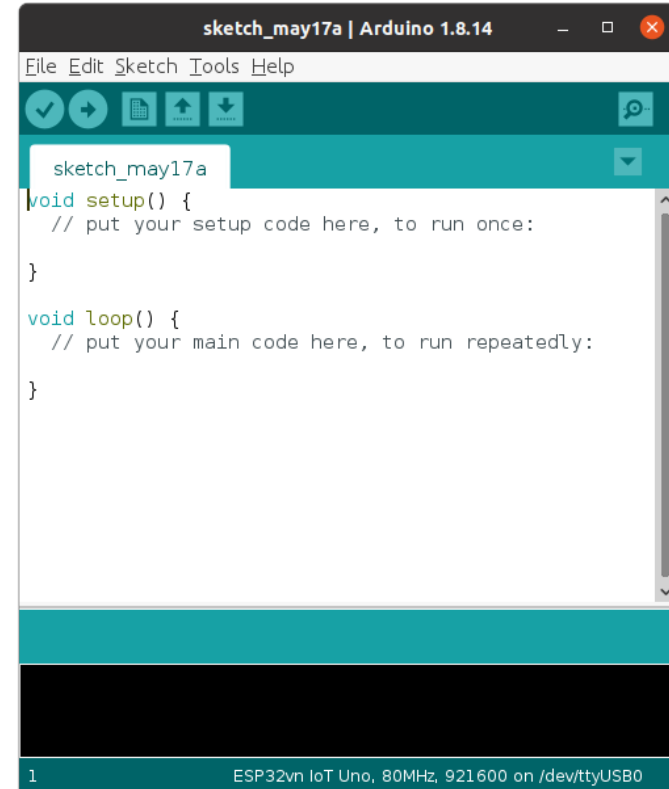 sketch_may17a | Arduino 1.8.14
File Edit Sketch Tools Help
sketch_may17a
void setup() {
  // put your setup code here, to run once:
}
void loop() {
  // put your main code here, to run repeatedly:
}
1 ESP32vn IoT Uno, 80MHz, 921600 on /dev/ttyUSB0